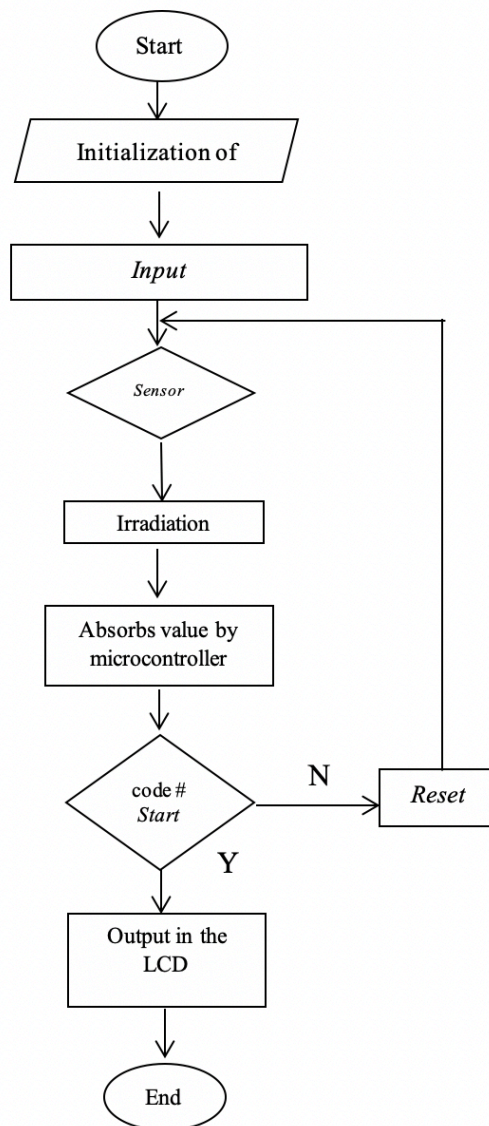 Start
Initialization of
Input
Sensor
Irradiation
Absorbs value by
microcontroller
code #
Start
N
Reset
Y
Output in the
LCD
End